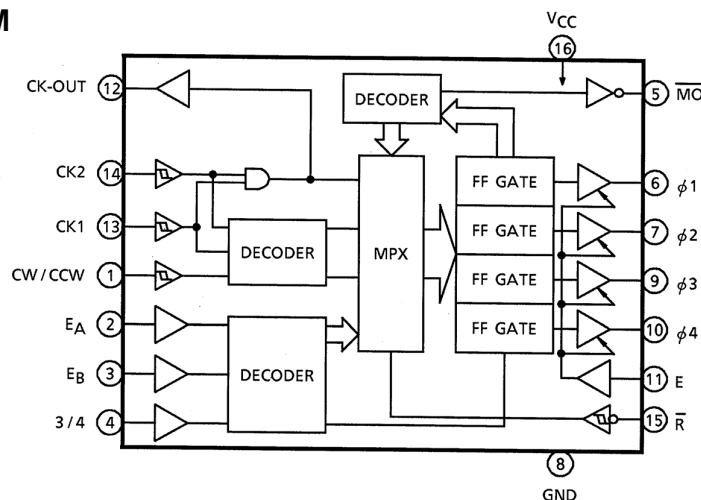 M
VCC
16
CK-OUT 12
DECODER
5 MO
CK2
14
FF GATE
6 φ1
CK1
13
DECODER
MPX
FF GATE
7 φ2
CW/CCW 1
FF GATE
9 φ3
EA 2
FF GATE
10 φ4
EB 3
DECODER
11 E
3/4 4
15 R
8
GND